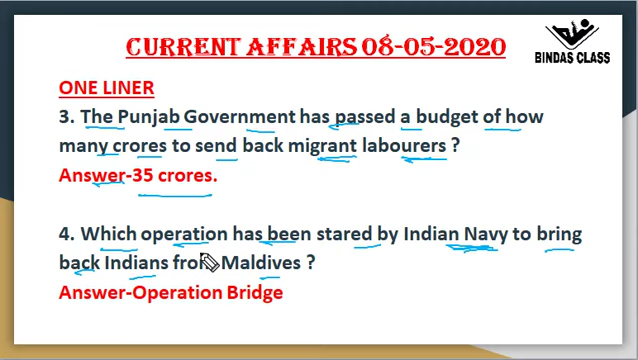 CURRENT AFFAIRS 08-05-2020
BINDAS CLASS
ONE LINER
3. The Punjab Government has passed a budget of how
many crores to send back migrant labourers ?
Answer-35 crores.
4. Which operation has been stared by Indian Navy to bring
back Indians from Maldives ?
Answer-Operation Bridge